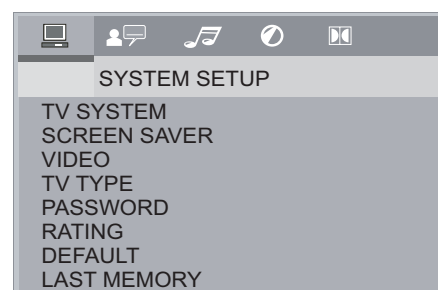 SYSTEM SETUP
TV SYSTEM
SCREEN SAVER
VIDEO
TV TYPE
PASSWORD
RATING
DEFAULT
LAST MEMORY